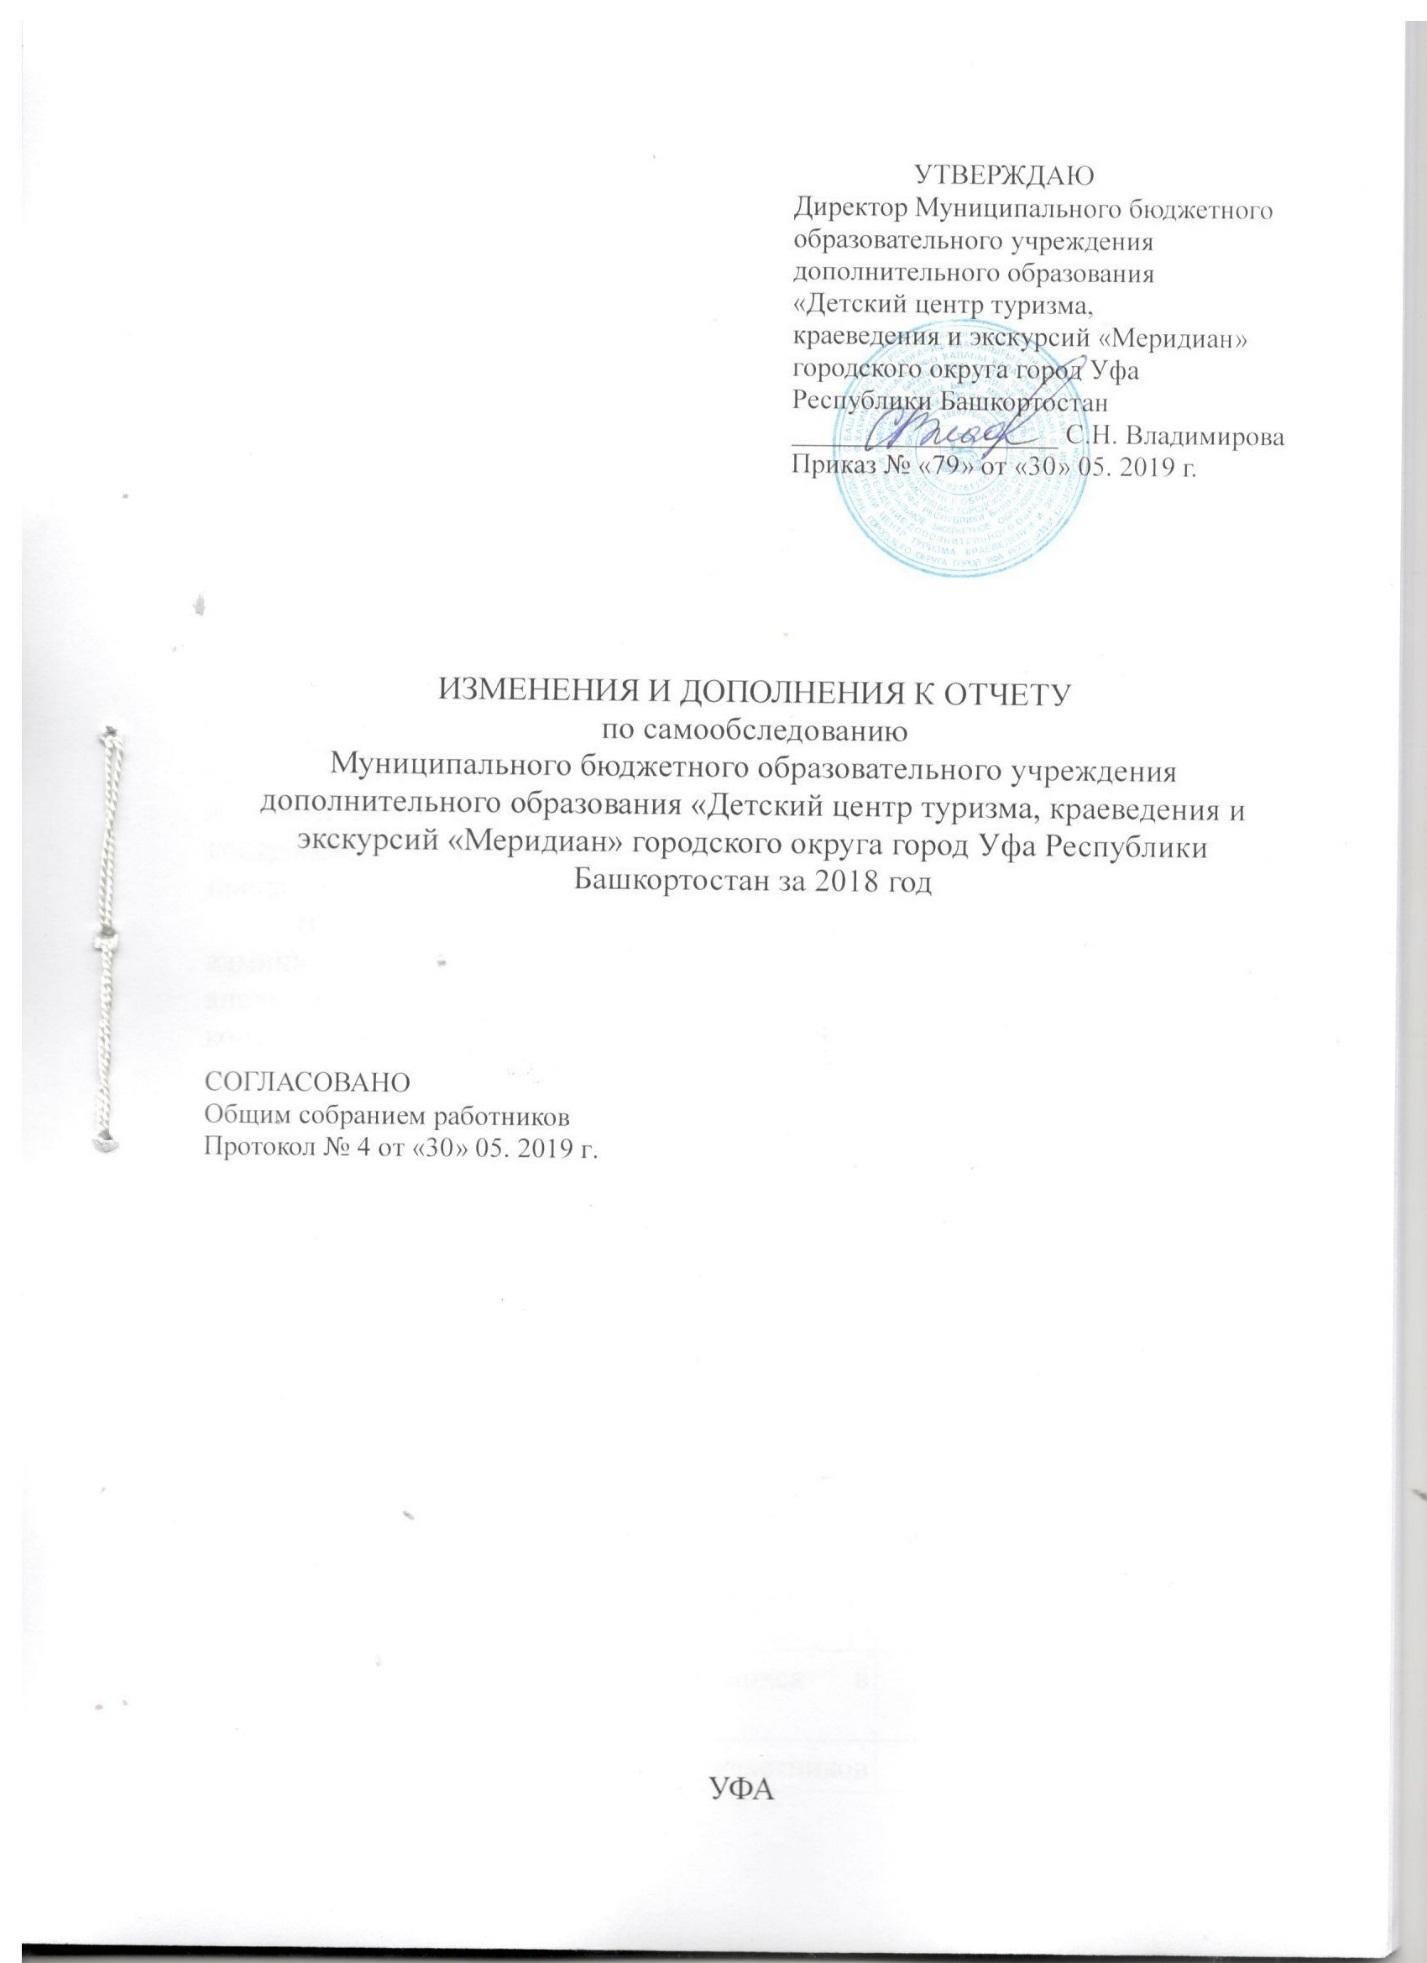 УТВЕРЖДАЮ
Директор Муниципального бюджетного
образовательного учреждения
дополнительного образования
«Детский центр туризма,
краеведения и экскурсий «Меридиан»
городского округа город Уфа
Республики Башкортостан
С.Н. Владимирова
Приказ № «79» от «30» 05. 2019 г.
ИЗМЕНЕНИЯ И ДОПОЛНЕНИЯ К ОТЧЕТУ
по самообследованию
Муниципального бюджетного образовательного учреждения
дополнительного образования «Детский центр туризма, краеведения и
экскурсий «Меридиан» городского округа город Уфа Республики
Башкортостан за 2018 год
СОГЛАСОВАНО
Общим собранием работников
Протокол № 4 от «30» 05. 2019 г.
УФА